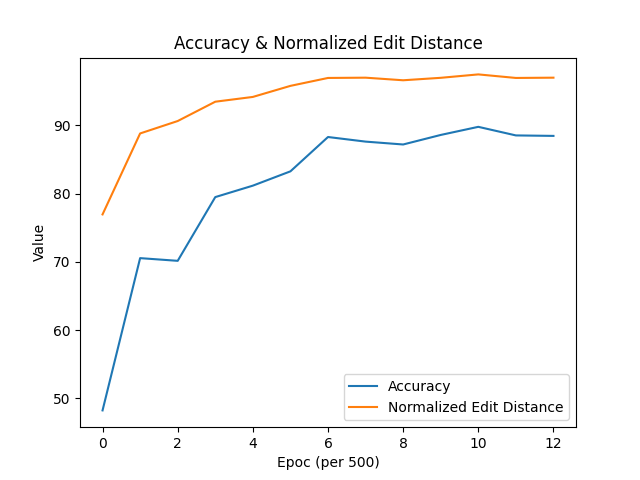 Accuracy & Normalized Edit Distance
Value
90
80
70
60
50
0 2 4 6 8 10 12
Epoc (per 500)
Accuracy
Normalized Edit Distance